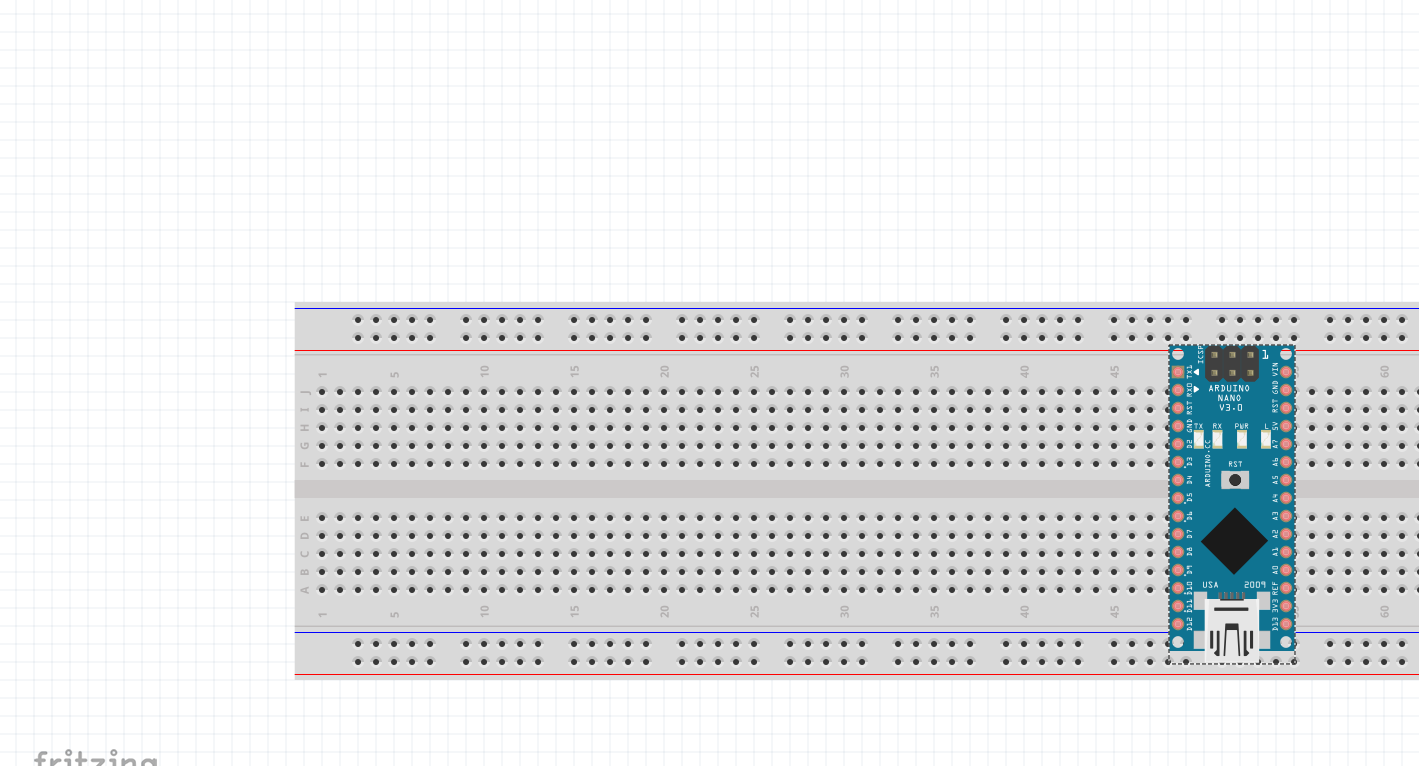 1 5 10 15 20 25 30 35 40 45 60
J
I
H
G
F
E
D
C
B
A
1 5 10 15 20 25 30 35 40 45 60
ICSP
1
ARDUINO
NANO
V3.0
TX RX PWR L
RST
ARDUINO.CC
TX1
RX0
RST
GND
D2
D3
D4
D5
D6
D7
D8
D9
D10
D11
D12
VIN
GND
RST
5V
A7
A6
A5
A4
A3
A2
A1
A0
REF
3V3
D13
USA 2009
fritzing